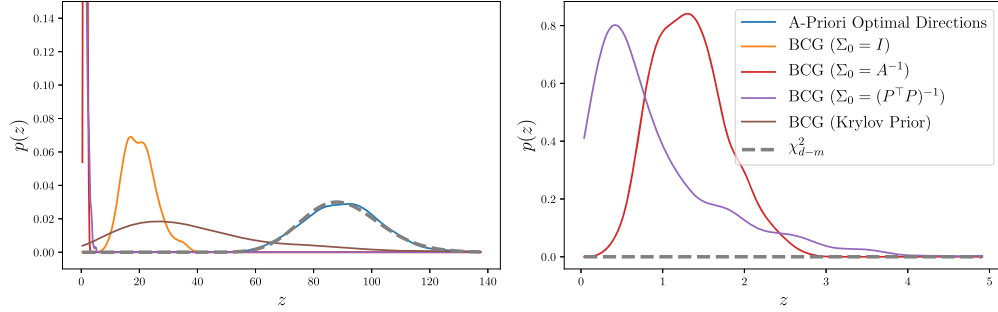 0.14
0.12
0.10
0.08
0.06
0.04
0.02
0.00
p(z)
0 20 40 60 80 100 120 140
z
0.8
0.6
0.4
0.2
0.0
p(z)
0 1 2 3 4 5
z
A-Priori Optimal Directions
BCG (Σ₀ = I)
BCG (Σ₀ = A⁻¹)
BCG (Σ₀ = (P⊤P)⁻¹)
BCG (Krylov Prior)
χ²_{d−m}